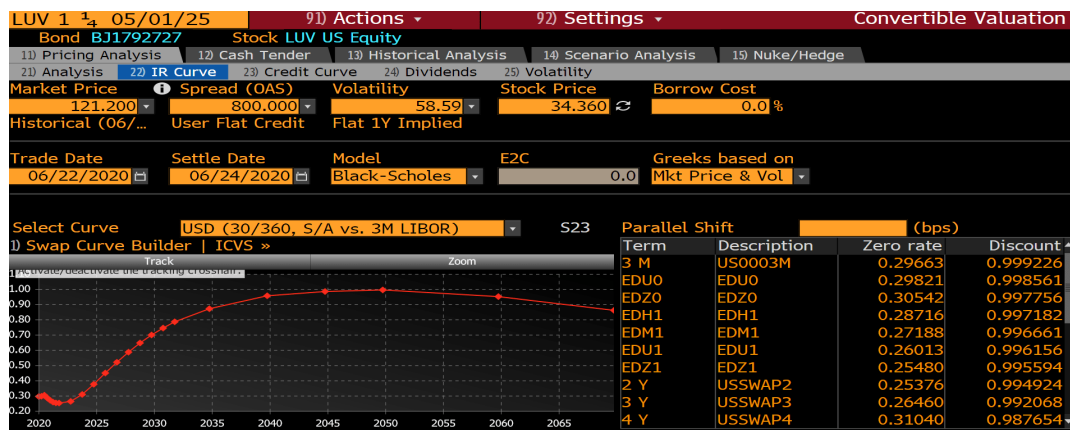 LUV 1 ¼ 05/01/25 91) Actions 92) Settings Convertible Valuation
Bond BJ1792727 Stock LUV US Equity
11) Pricing Analysis 12) Cash Tender 13) Historical Analysis 14) Scenario Analysis 15) Nuke/Hedge
21) Analysis 22) IR Curve 23) Credit Curve 24) Dividends 25) Volatility
Market Price Spread (OAS) Volatility Stock Price Borrow Cost
121.200 800.000 58.59 34.360 0.0 %
Historical (06/… User Flat Credit Flat 1Y Implied
Trade Date Settle Date Model E2C Greeks based on
06/22/2020 06/24/2020 Black-Scholes 0.0 Mkt Price & Vol
Select Curve USD (30/360, S/A vs. 3M LIBOR) S23 Parallel Shift (bps)
1) Swap Curve Builder | ICVS »
Track Zoom
Activate/deactivate the tracking crosshair.
1.00
0.90
0.80
0.70
0.60
0.50
0.40
0.30
0.20
2020 2025 2030 2035 2040 2045 2050 2055 2060 2065
Term Description Zero rate Discount
3 M US0003M 0.29663 0.999226
EDU0 EDU0 0.29821 0.998561
EDZ0 EDZ0 0.30542 0.997756
EDH1 EDH1 0.28716 0.997182
EDM1 EDM1 0.27188 0.996661
EDU1 EDU1 0.26013 0.996156
EDZ1 EDZ1 0.25480 0.995594
2 Y USSWAP2 0.25376 0.994924
3 Y USSWAP3 0.26460 0.992068
4 Y USSWAP4 0.31040 0.987654